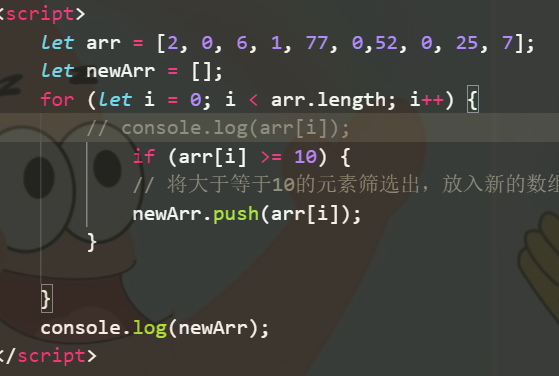 <script>
let arr = [2, 0, 6, 1, 77, 0,52, 0, 25, 7];
let newArr = [];
for (let i = 0; i < arr.length; i++) {
// console.log(arr[i]);
if (arr[i] >= 10) {
// 将大于等于10的元素筛选出，放入新的数组
newArr.push(arr[i]);
}
}
console.log(newArr);
</script>